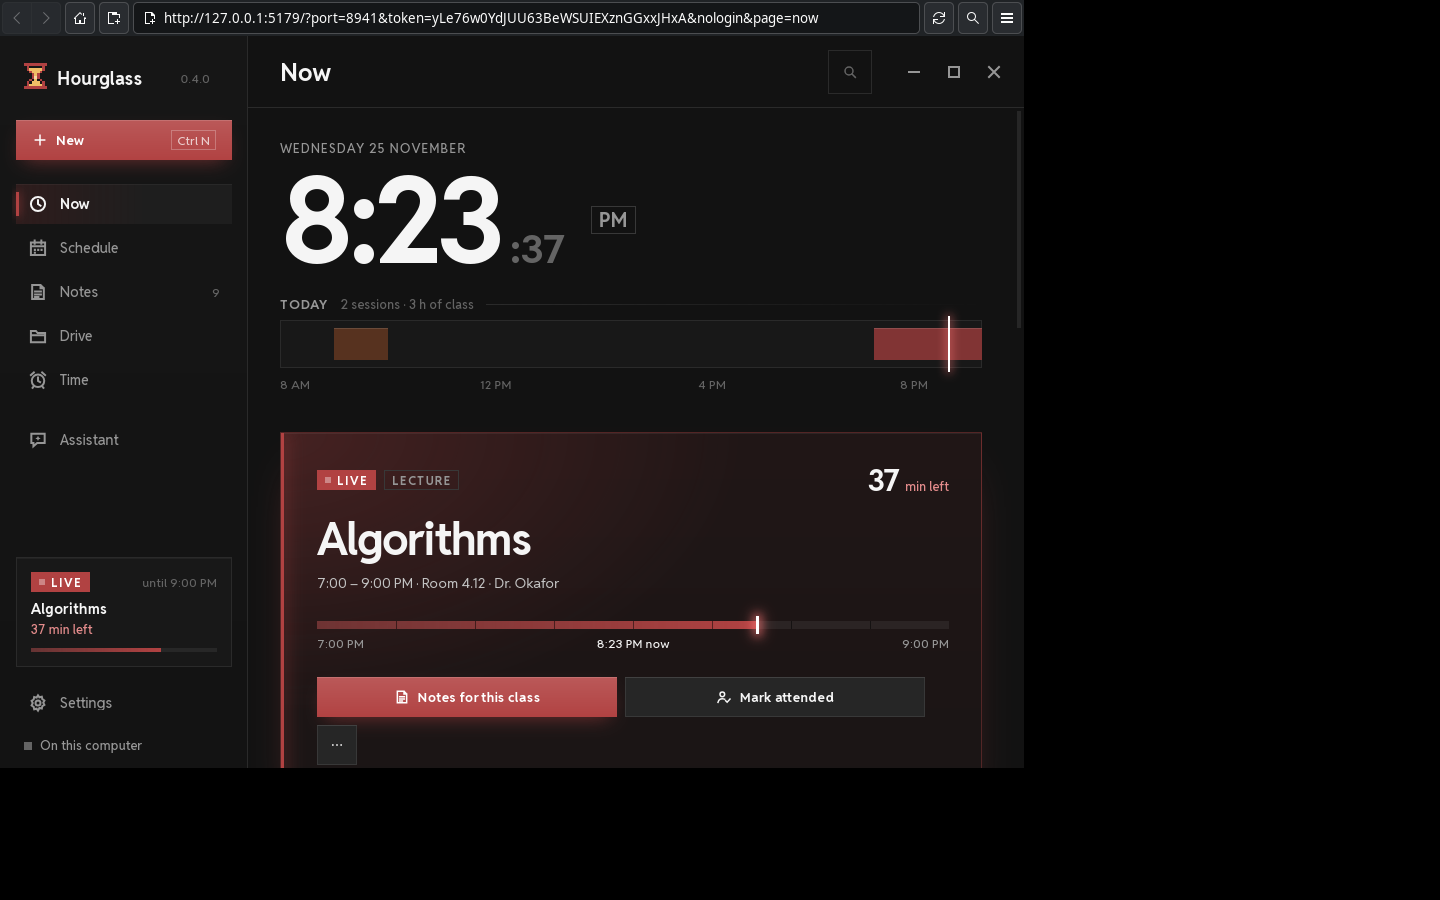 http://127.0.0.1:5179/?port=8941&token=yLe76w0YdJUU63BeWSUIEXznGGxxJHxA&nologin&page=now
Hourglass 0.4.0
New Ctrl N
Now
Schedule
Notes 9
Drive
Time
Assistant
LIVE until 9:00 PM
Algorithms
37 min left
Settings
On this computer
Now
WEDNESDAY 25 NOVEMBER
8:23 :37 PM
TODAY 2 sessions · 3 h of class
8 AM 12 PM 4 PM 8 PM
LIVE LECTURE 37 min left
Algorithms
7:00 – 9:00 PM · Room 4.12 · Dr. Okafor
7:00 PM 8:23 PM now 9:00 PM
Notes for this class Mark attended
...